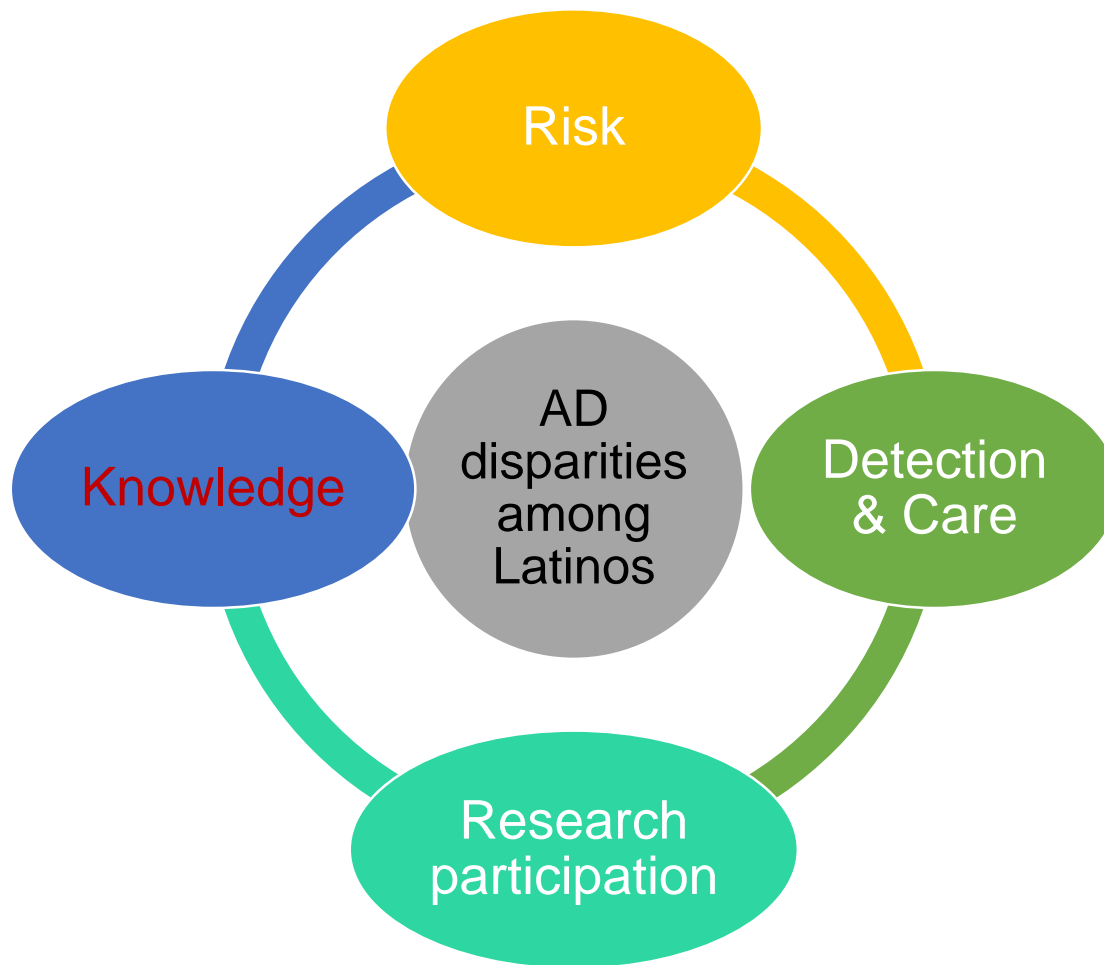 Risk
Knowledge
AD
disparities
among
Latinos
Detection
& Care
Research
participation